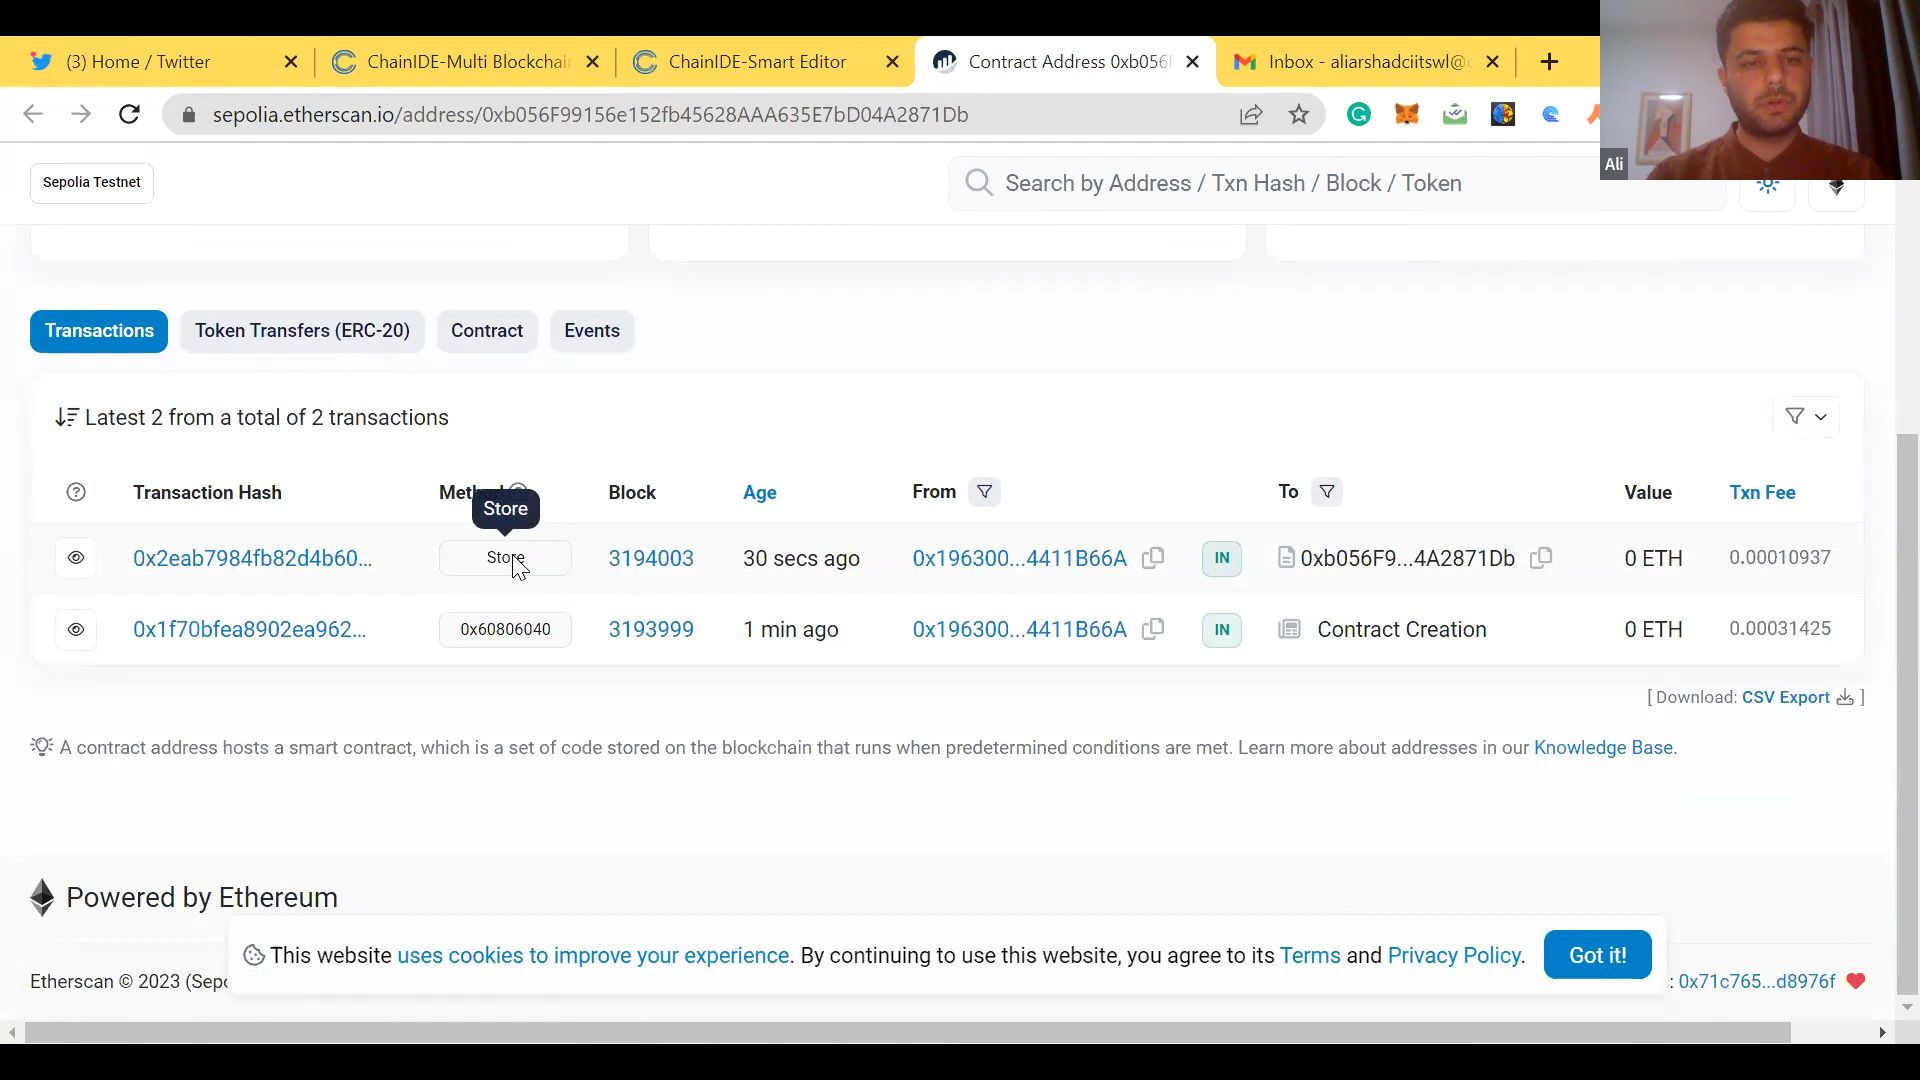 (3) Home / Twitter
ChainIDE-Multi Blockchai
ChainIDE-Smart Editor
Contract Address 0xb056
Inbox - aliarshadciitswl@
sepolia.etherscan.io/address/0xb056F99156e152fb45628AAA635E7bD04A2871Db
Ali
Sepolia Testnet
Search by Address / Txn Hash / Block / Token
Transactions
Token Transfers (ERC-20)
Contract
Events
Latest 2 from a total of 2 transactions
Transaction Hash
Method
Block
Age
From
To
Value
Txn Fee
Store
0x2eab7984fb82d4b60...
Store
3194003
30 secs ago
0x196300...4411B66A
IN
0xb056F9...4A2871Db
0 ETH
0.00010937
0x1f70bfea8902ea962...
0x60806040
3193999
1 min ago
0x196300...4411B66A
IN
Contract Creation
0 ETH
0.00031425
[ Download: CSV Export ]
A contract address hosts a smart contract, which is a set of code stored on the blockchain that runs when predetermined conditions are met. Learn more about addresses in our Knowledge Base.
Powered by Ethereum
This website uses cookies to improve your experience. By continuing to use this website, you agree to its Terms and Privacy Policy.
Got it!
Etherscan © 2023 (Sepo
: 0x71c765...d8976f